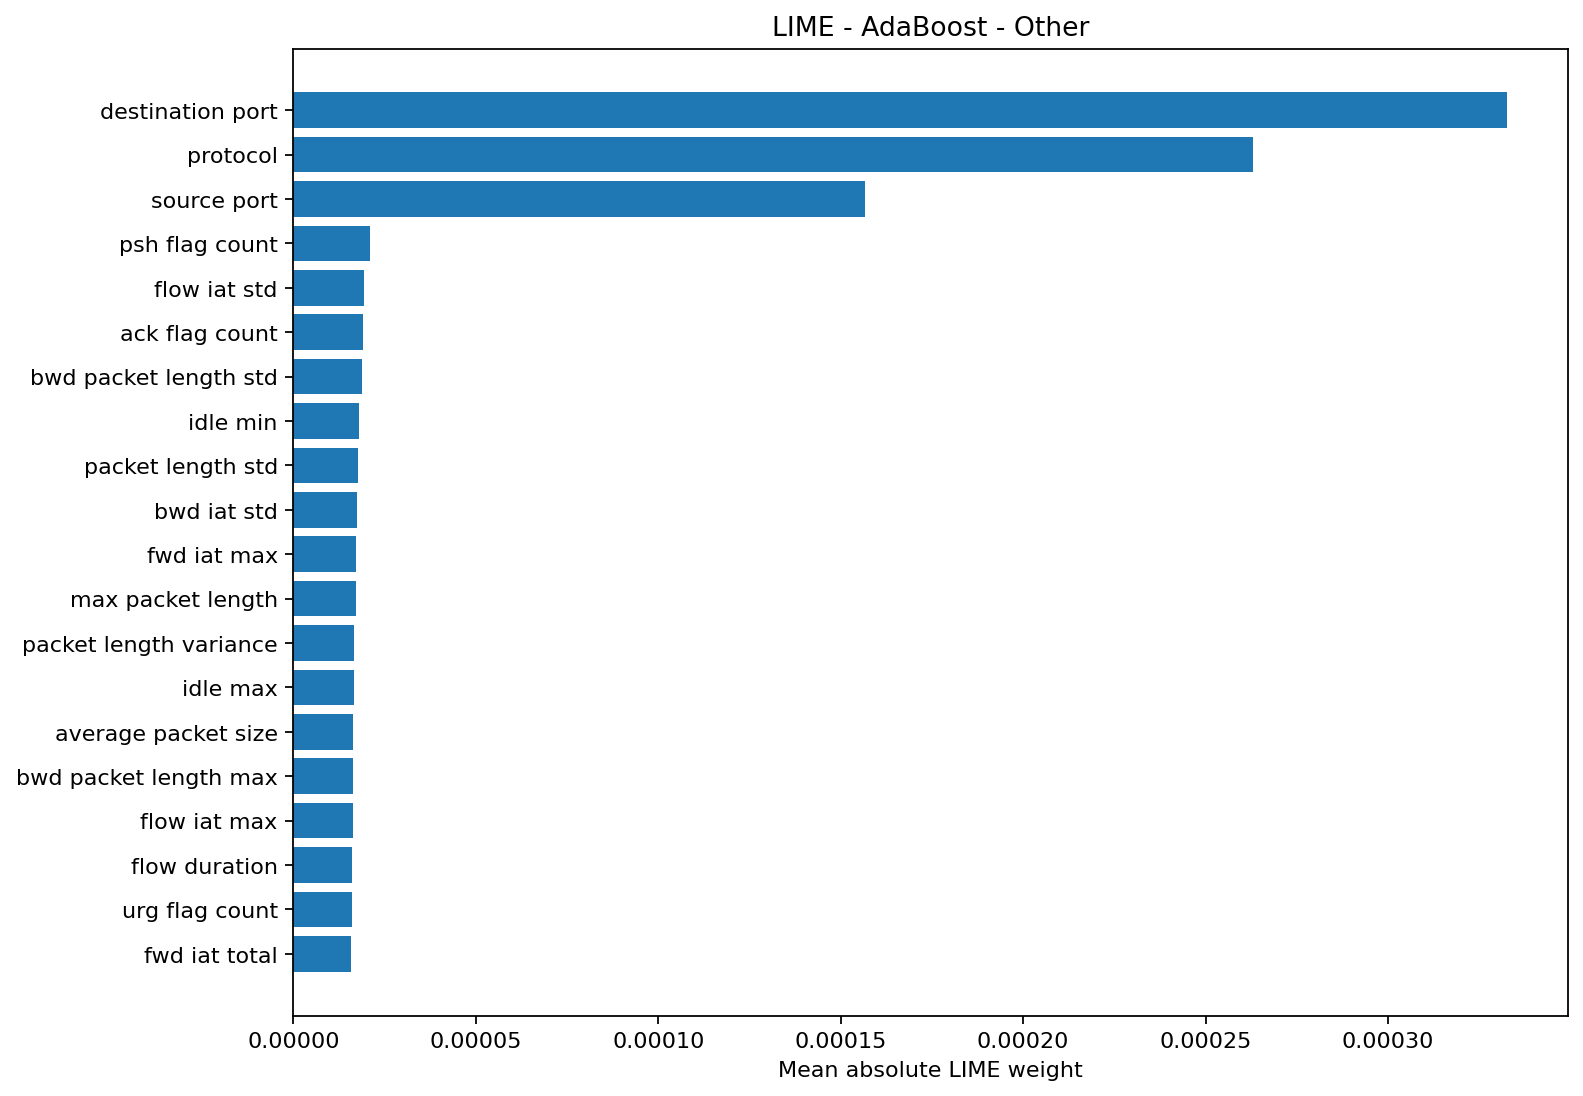 LIME - AdaBoost - Other
destination port
protocol
source port
psh flag count
flow iat std
ack flag count
bwd packet length std
idle min
packet length std
bwd iat std
fwd iat max
max packet length
packet length variance
idle max
average packet size
bwd packet length max
flow iat max
flow duration
urg flag count
fwd iat total
0.00000 0.00005 0.00010 0.00015 0.00020 0.00025 0.00030
Mean absolute LIME weight